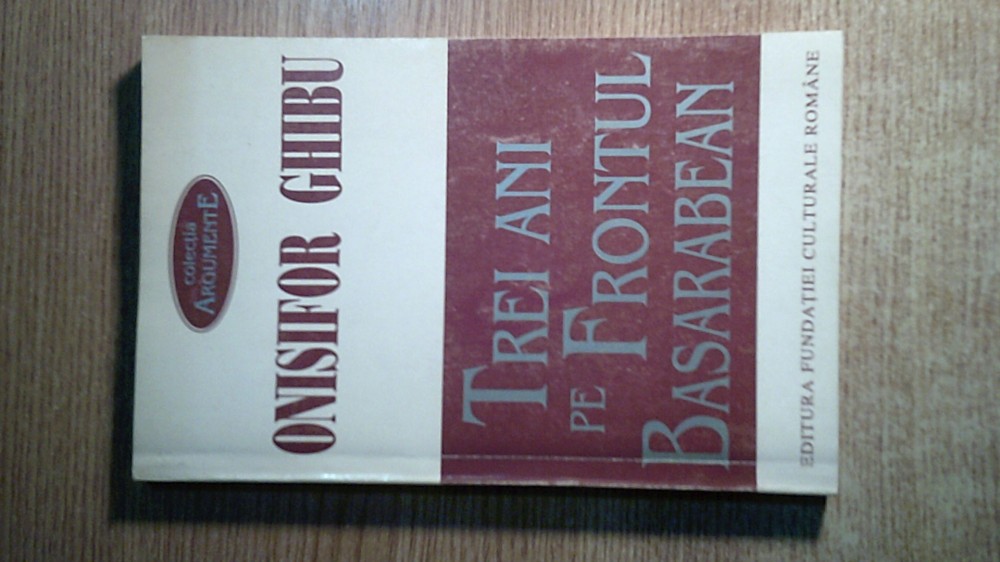 colecția
ARGUMENTE
ONISIFOR GHIBU
TREI ANI
PE FRONTUL
BASARABEAN
EDITURA FUNDAȚIEI CULTURALE ROMÂNE